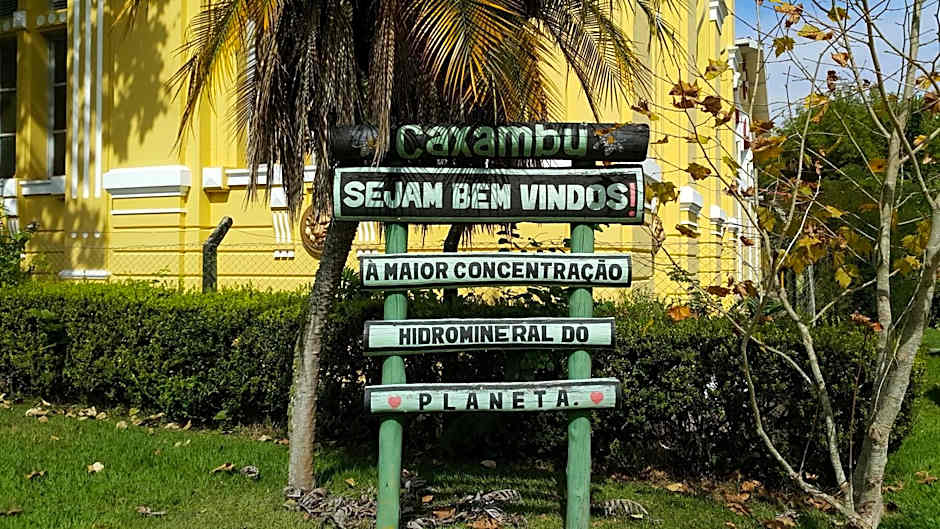 Caxambu
SEJAM BEM VINDOS!
À MAIOR CONCENTRAÇÃO
HIDROMINERAL DO
PLANETA.